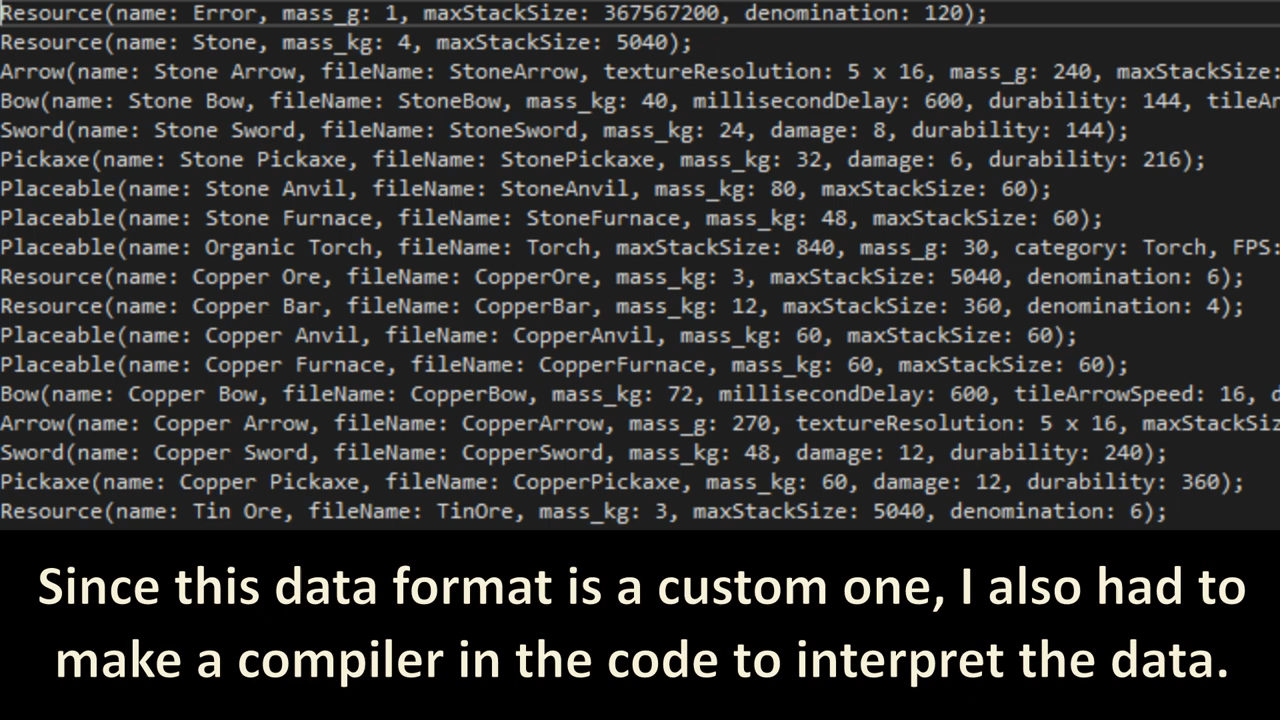 Resource(name: Error, mass_g: 1, maxStackSize: 367567200, denomination: 120);
Resource(name: Stone, mass_kg: 4, maxStackSize: 5040);
Arrow(name: Stone Arrow, fileName: StoneArrow, textureResolution: 5 x 16, mass_g: 240, maxStackSize:
Bow(name: Stone Bow, fileName: StoneBow, mass_kg: 40, millisecondDelay: 600, durability: 144, tileAr
Sword(name: Stone Sword, fileName: StoneSword, mass_kg: 24, damage: 8, durability: 144);
Pickaxe(name: Stone Pickaxe, fileName: StonePickaxe, mass_kg: 32, damage: 6, durability: 216);
Placeable(name: Stone Anvil, fileName: StoneAnvil, mass_kg: 80, maxStackSize: 60);
Placeable(name: Stone Furnace, fileName: StoneFurnace, mass_kg: 48, maxStackSize: 60);
Placeable(name: Organic Torch, fileName: Torch, maxStackSize: 840, mass_g: 30, category: Torch, FPS:
Resource(name: Copper Ore, fileName: CopperOre, mass_kg: 3, maxStackSize: 5040, denomination: 6);
Resource(name: Copper Bar, fileName: CopperBar, mass_kg: 12, maxStackSize: 360, denomination: 4);
Placeable(name: Copper Anvil, fileName: CopperAnvil, mass_kg: 60, maxStackSize: 60);
Placeable(name: Copper Furnace, fileName: CopperFurnace, mass_kg: 60, maxStackSize: 60);
Bow(name: Copper Bow, fileName: CopperBow, mass_kg: 72, millisecondDelay: 600, tileArrowSpeed: 16, d
Arrow(name: Copper Arrow, fileName: CopperArrow, mass_g: 270, textureResolution: 5 x 16, maxStackSiz
Sword(name: Copper Sword, fileName: CopperSword, mass_kg: 48, damage: 12, durability: 240);
Pickaxe(name: Copper Pickaxe, fileName: CopperPickaxe, mass_kg: 60, damage: 12, durability: 360);
Resource(name: Tin Ore, fileName: TinOre, mass_kg: 3, maxStackSize: 5040, denomination: 6);
Since this data format is a custom one, I also had to
make a compiler in the code to interpret the data.